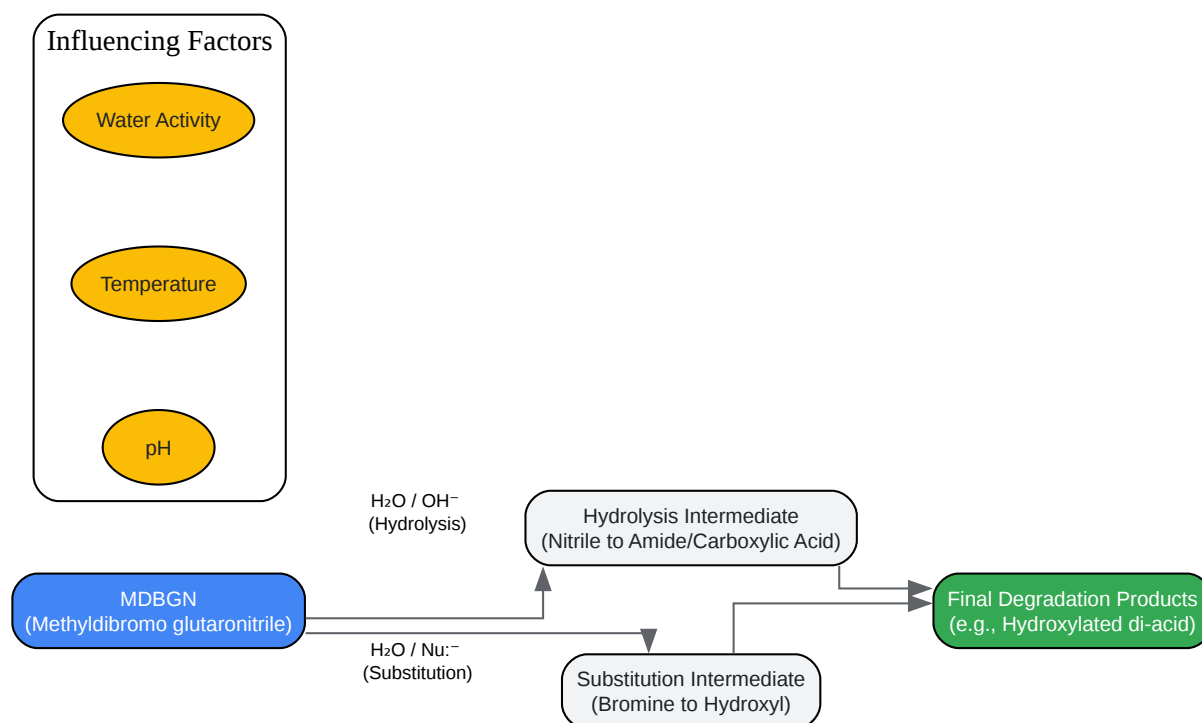 Influencing Factors
Water Activity
Temperature
pH
H₂O / OH⁻
(Hydrolysis)
Hydrolysis Intermediate
(Nitrile to Amide/Carboxylic Acid)
MDBGN
(Methyldibromo glutaronitrile)
Final Degradation Products
(e.g., Hydroxylated di-acid)
H₂O / Nu:⁻
(Substitution)
Substitution Intermediate
(Bromine to Hydroxyl)